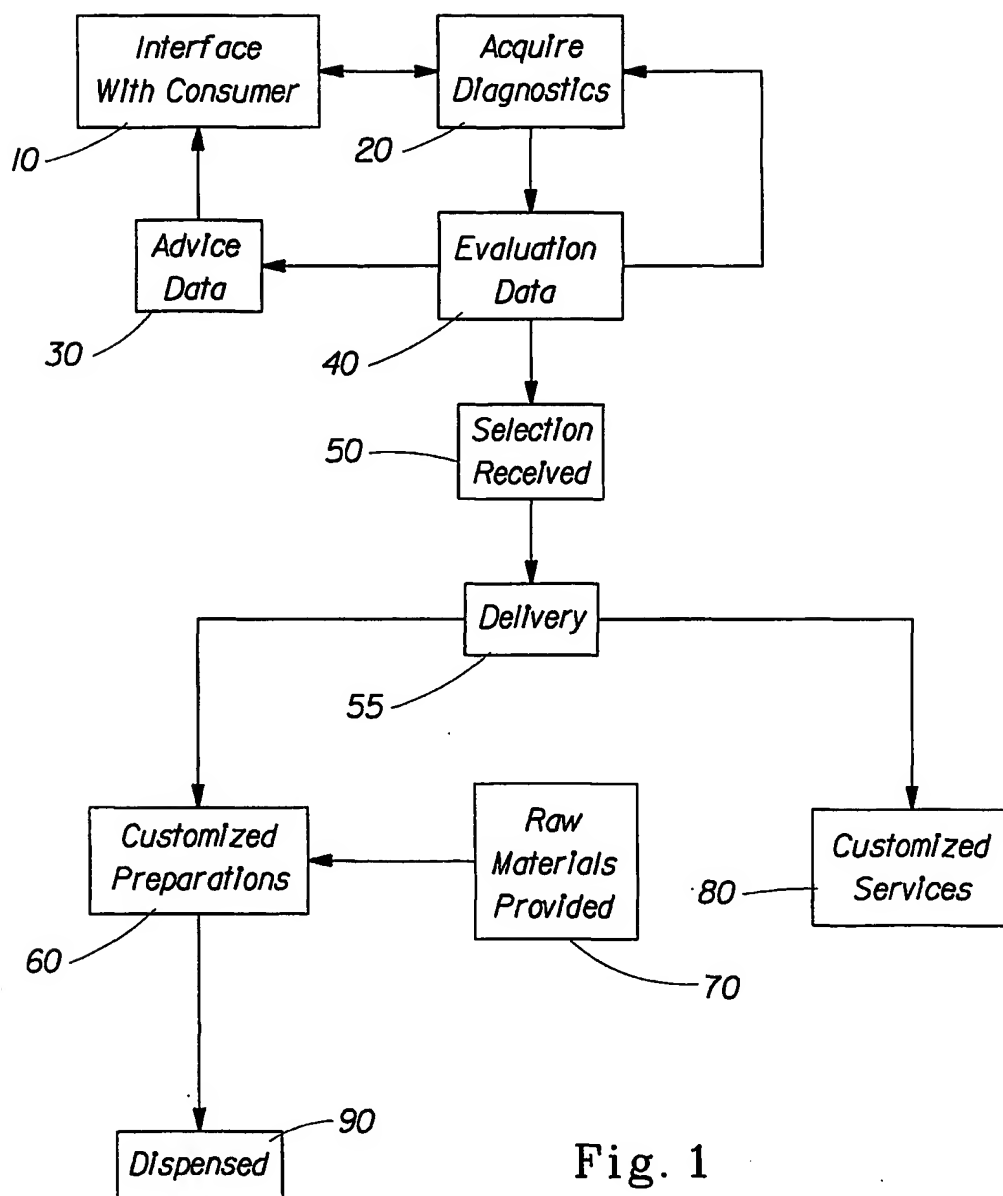 Interface
With Consumer
10
Acquire
Diagnostics
20
Advice
Data
30
Evaluation
Data
40
50
Selection
Received
Delivery
55
Customized
Preparations
60
Raw
Materials
Provided
70
Customized
Services
80
Dispensed
90
Fig. 1